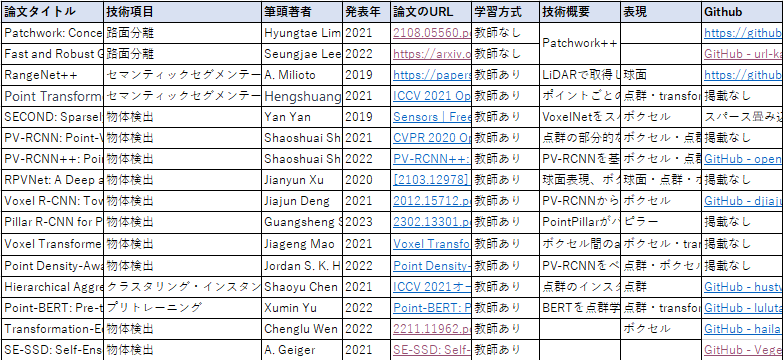 論文タイトル 技術項目 筆頭著者 発表年 論文のURL 学習方式 技術概要 表現 Github
Patchwork: Conce 路面分離 Hyungtae Lim 2021 2108.05560.p 教師なし https://github
Fast and Robust G 路面分離 Seungjae Lee 2022 https://arxiv.o 教師なし Patchwork++ GitHub - url-ka
RangeNet++ セマンティックセグメンテー A. Milioto 2019 https://papers 教師あり LiDARで取得し 球面 https://github
Point Transforme セマンティックセグメンテー Hengshuang 2021 ICCV 2021 Op 教師あり ポイントごとの 点群・transfor 掲載なし
SECOND: Sparsel 物体検出 Yan Yan 2019 Sensors | Free 教師あり VoxelNetをス ボクセル スパース畳み込
PV-RCNN: Point-V 物体検出 Shaoshuai Sh 2021 CVPR 2020 Op 教師あり 点群の部分的な ボクセル・点群 掲載なし
PV-RCNN++: Poi 物体検出 Shaoshuai Sh 2022 PV-RCNN++: 教師あり PV-RCNNを基 ボクセル・点群 GitHub - open
RPVNet: A Deep a 物体検出 Jianyun Xu 2020 [2103.12978] 教師あり 球面表現、ボク 球面・点群・ボ 掲載なし
Voxel R-CNN: Tov 物体検出 Jiajun Deng 2021 2012.15712.p 教師あり PV-RCNNから ボクセル GitHub - djiaju
Pillar R-CNN for P 物体検出 Guangsheng S 2023 2302.13301.p 教師あり PointPillarがバ ピラー 掲載なし
Voxel Transforme 物体検出 Jiageng Mao 2021 Voxel Transfo 教師あり ボクセル間のa ボクセル・tran 掲載なし
Point Density-Awa 物体検出 Jordan S. K. H 2022 Point Density- 教師あり PV-RCNNをベ 点群・ボクセル 掲載なし
Hierarchical Aggre クラスタリング・インスタン Shaoyu Chen 2021 ICCV 2021オー 教師あり 点群のインスタ 点群 GitHub - hustv
Point-BERT: Pre-t プリトレーニング Xumin Yu 2022 Point-BERT: P 教師あり BERTを点群学 点群・transfor GitHub - lulutа
Transformation-Eq 物体検出 Chenglu Wen 2022 2211.11962.p 教師あり ボクセル GitHub - haila
SE-SSD: Self-Ens 物体検出 A. Geiger 2021 SE-SSD: Self- 教師あり GitHub - Vege